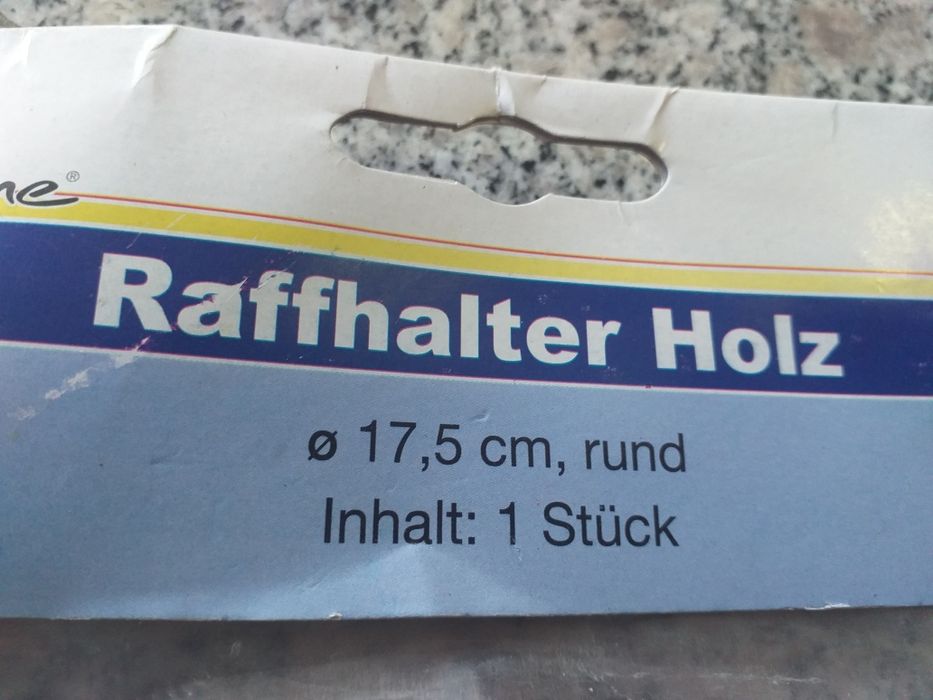 Raffhalter Holz
ø 17,5 cm, rund
Inhalt: 1 Stück